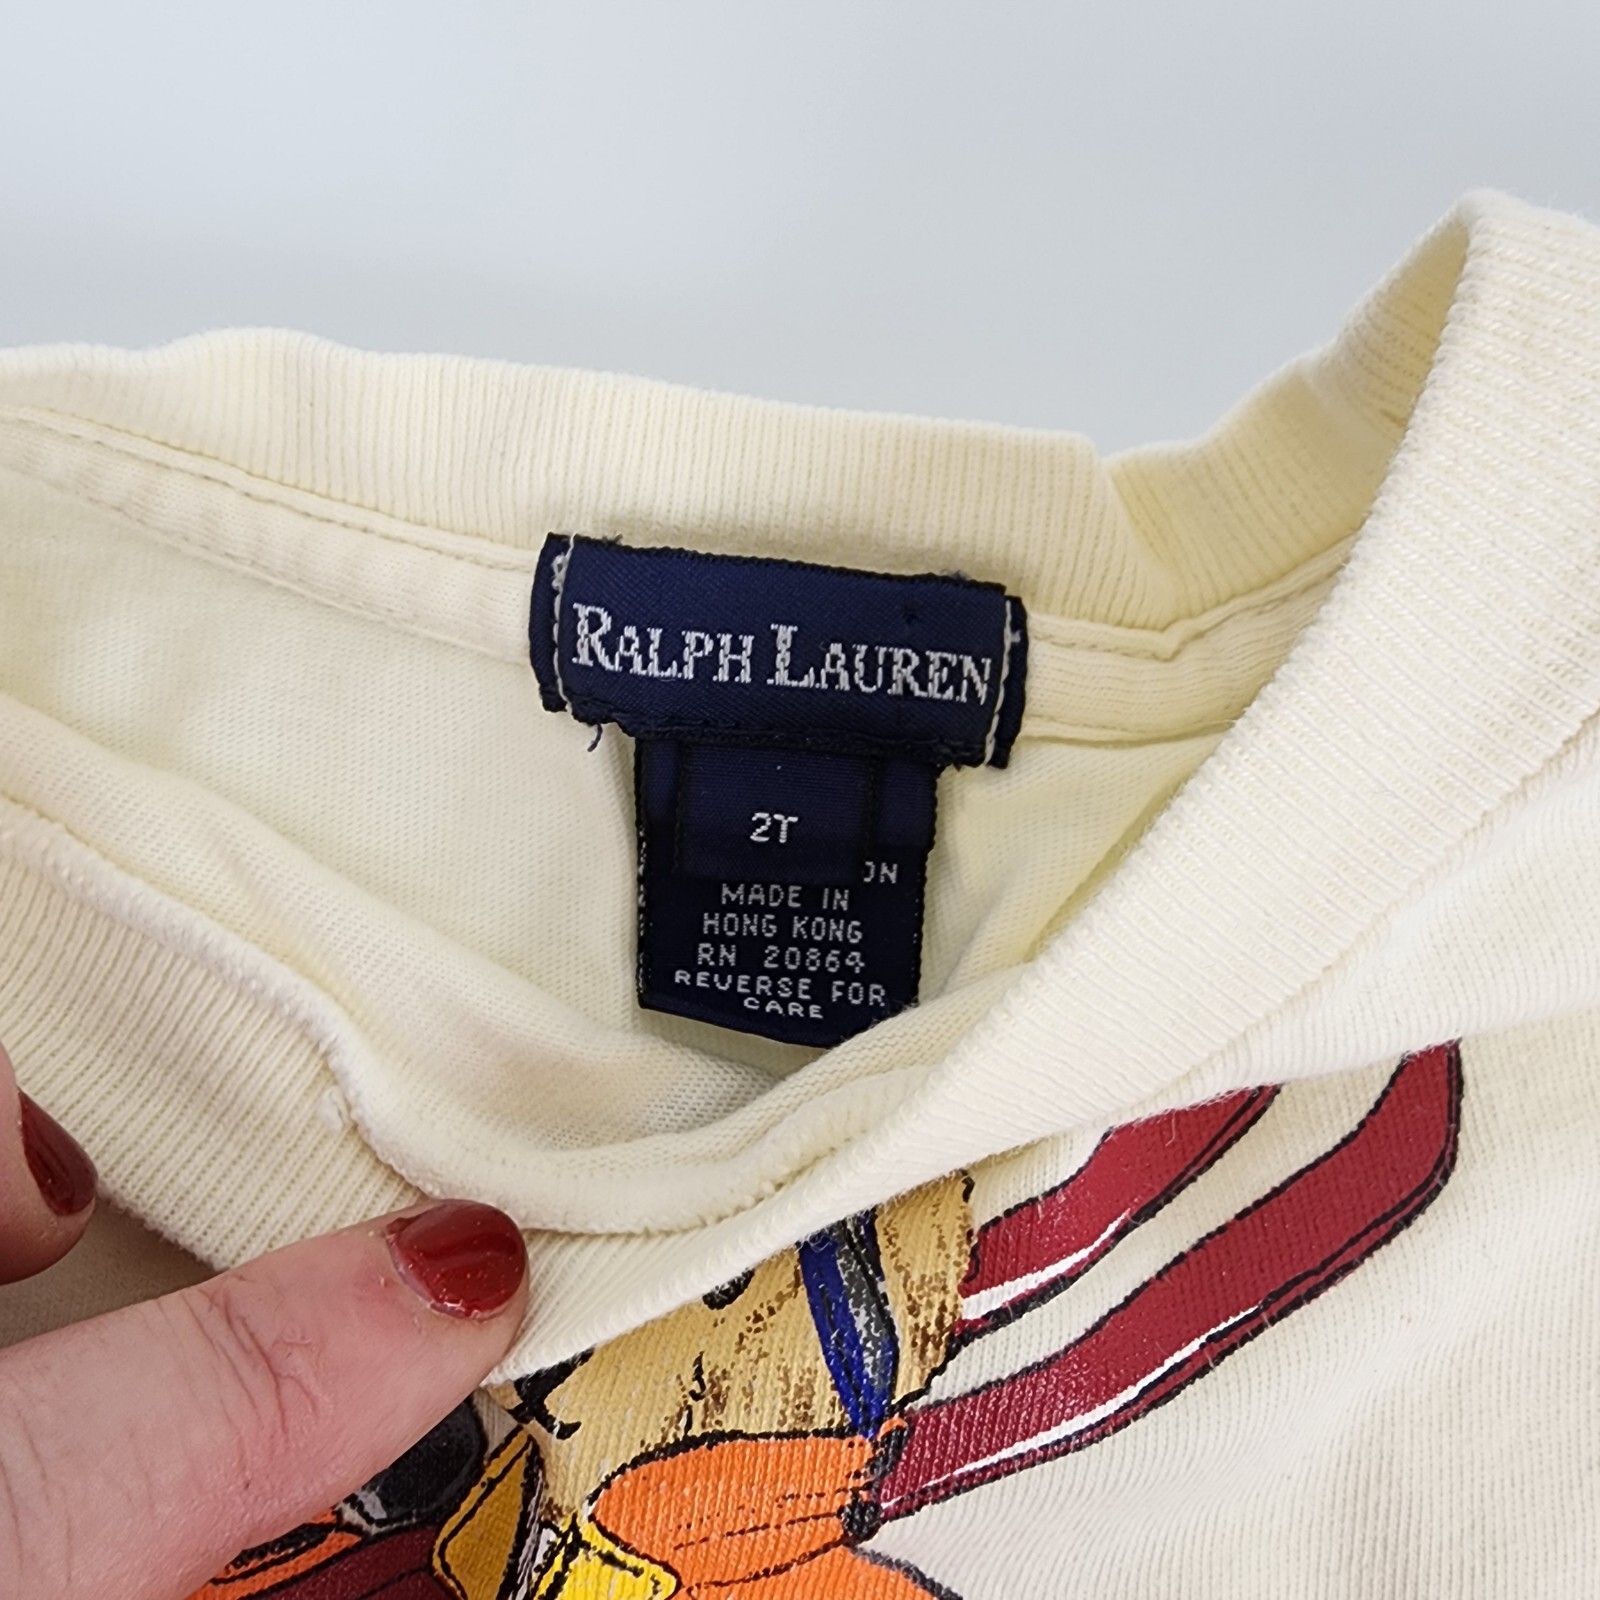 RALPH LAUREN
2T
ON
MADE IN
HONG KONG
RN 20864
REVERSE FOR
CARE